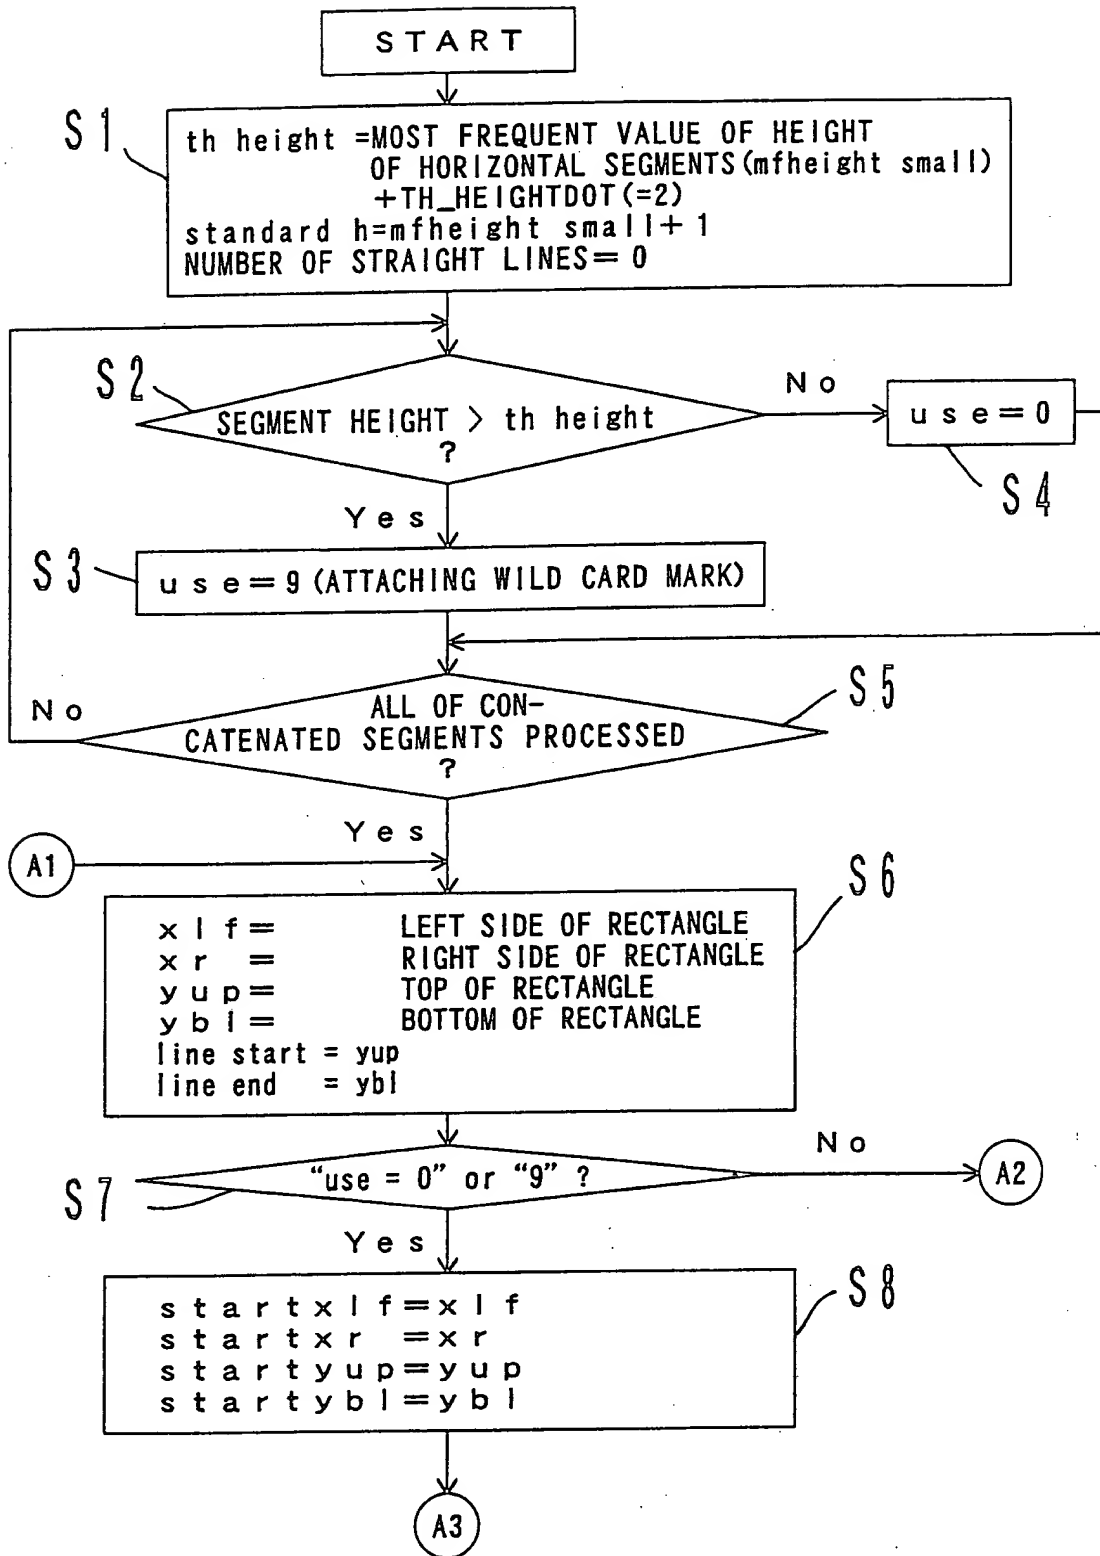 START
S1
th height =MOST FREQUENT VALUE OF HEIGHT
OF HORIZONTAL SEGMENTS(mfheight small)
+TH_HEIGHTDOT(=2)
standard h=mfheight small+1
NUMBER OF STRAIGHT LINES=0
S2
SEGMENT HEIGHT > th height
?
No
use=0
S4
Yes
S3
use=9(ATTACHING WILD CARD MARK)
S5
No
ALL OF CON-
CATENATED SEGMENTS PROCESSED
?
Yes
A1
S6
xlf= LEFT SIDE OF RECTANGLE
xr = RIGHT SIDE OF RECTANGLE
yup= TOP OF RECTANGLE
ybl= BOTTOM OF RECTANGLE
line start = yup
line end = ybl
No
S7
“use = 0” or “9” ?
A2
Yes
S8
startxlf=xlf
startxr =xr
startyup=yup
startybl=ybl
A3